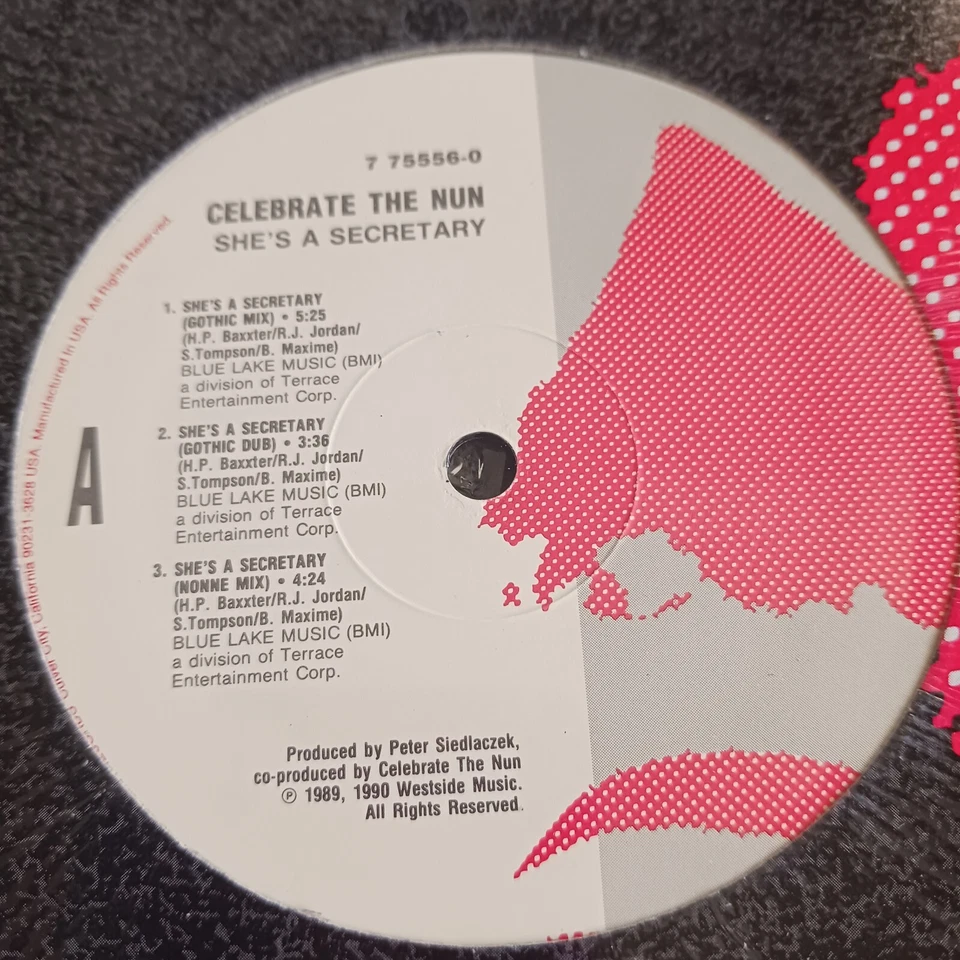 7 75556-0
CELEBRATE THE NUN
SHE'S A SECRETARY
1. SHE'S A SECRETARY
(GOTHIC MIX) • 5:25
(H.P. Baxxter/R.J. Jordan/
S.Tompson/B. Maxime)
BLUE LAKE MUSIC (BMI)
a division of Terrace
Entertainment Corp.
2. SHE'S A SECRETARY
(GOTHIC DUB) • 3:36
(H.P. Baxxter/R.J. Jordan/
S.Tompson/B. Maxime)
BLUE LAKE MUSIC (BMI)
a division of Terrace
Entertainment Corp.
3. SHE'S A SECRETARY
(NONNE MIX) • 4:24
(H.P. Baxxter/R.J. Jordan/
S.Tompson/B. Maxime)
BLUE LAKE MUSIC (BMI)
a division of Terrace
Entertainment Corp.
A
Produced by Peter Siedlaczek,
co-produced by Celebrate The Nun
℗ 1989, 1990 Westside Music.
All Rights Reserved.
Culver City, California 90231-3628 USA. Manufactured in USA. All Rights Reserved